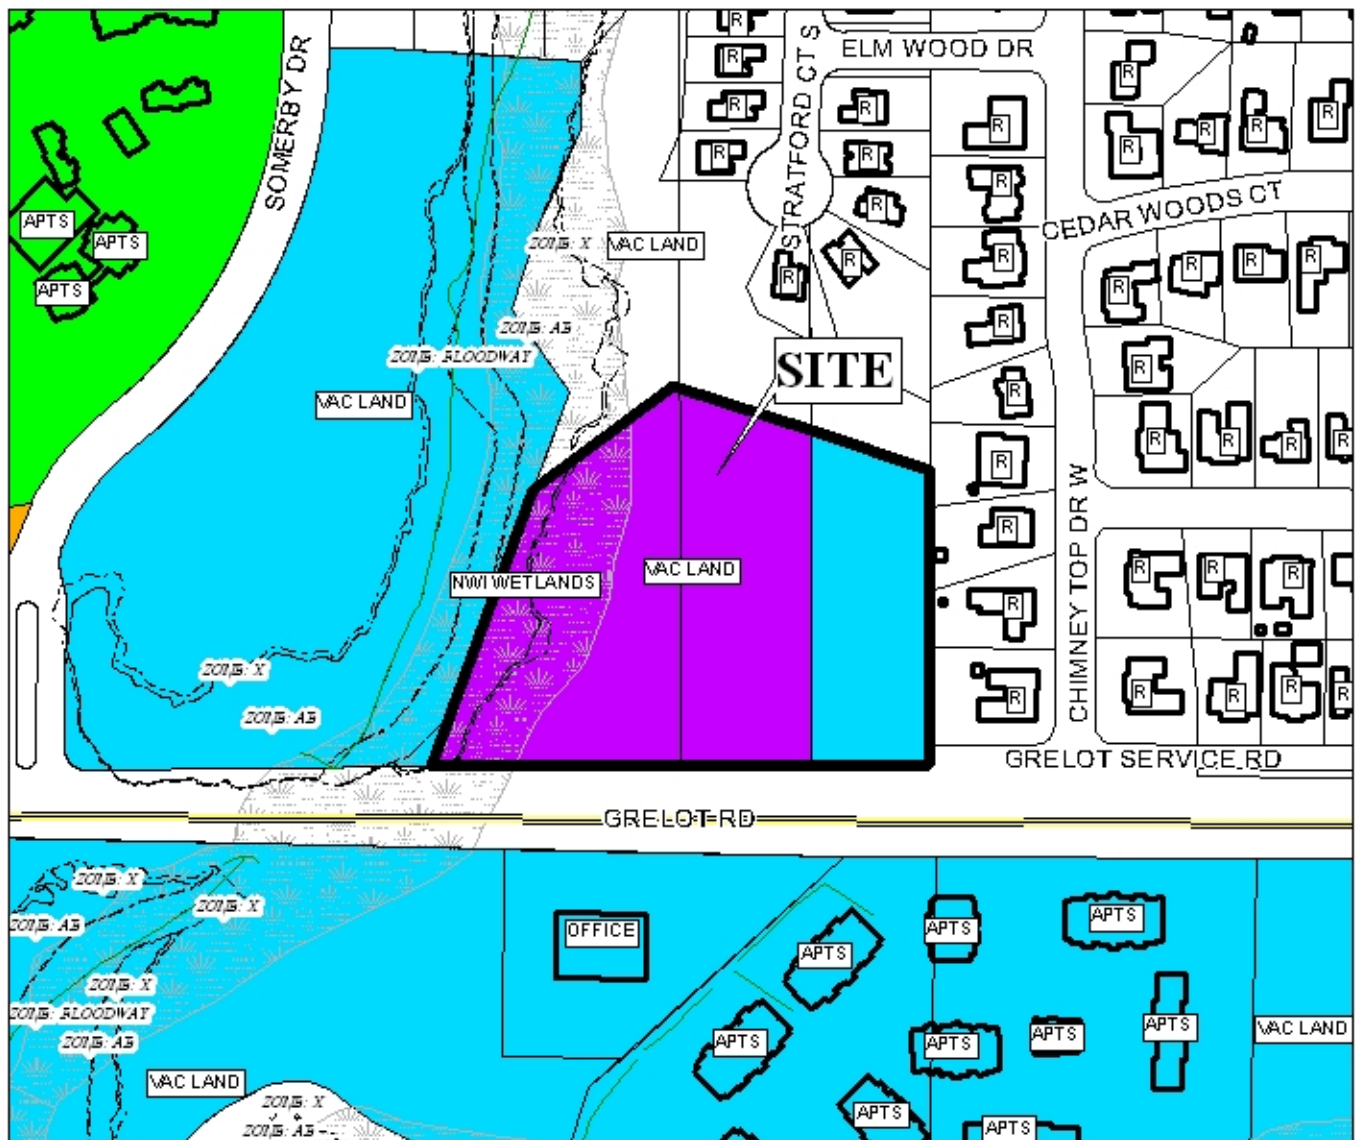 ELM WOOD DR
STRATFORD CT S
SOMERBY DR
R
R
R
R
R
R
R
R
R
R
R
R
R
R
CEDAR WOODS CT
APTS
APTS
APTS
ZONE: X
VAC LAND
R
R
R
R
R
R
R
ZONE: AE
ZONE: FLOODWAY
SITE
R
R
R
VAC LAND
R
R
R
R
R
CHIMNEY TOP DR W
R
NWI WETLANDS
VAC LAND
R
R
R
R
ZONE: X
R
R
R
R
R
ZONE: AE
GRELOT SERVICE RD
GRELOT RD
ZONE: X
ZONE: X
ZONE: AE
OFFICE
APTS
APTS
APTS
ZONE: X
ZONE: FLOODWAY
ZONE: AE
APTS
APTS
APTS
APTS
VAC LAND
VAC LAND
ZONE: X
ZONE: AE
APTS
APTS